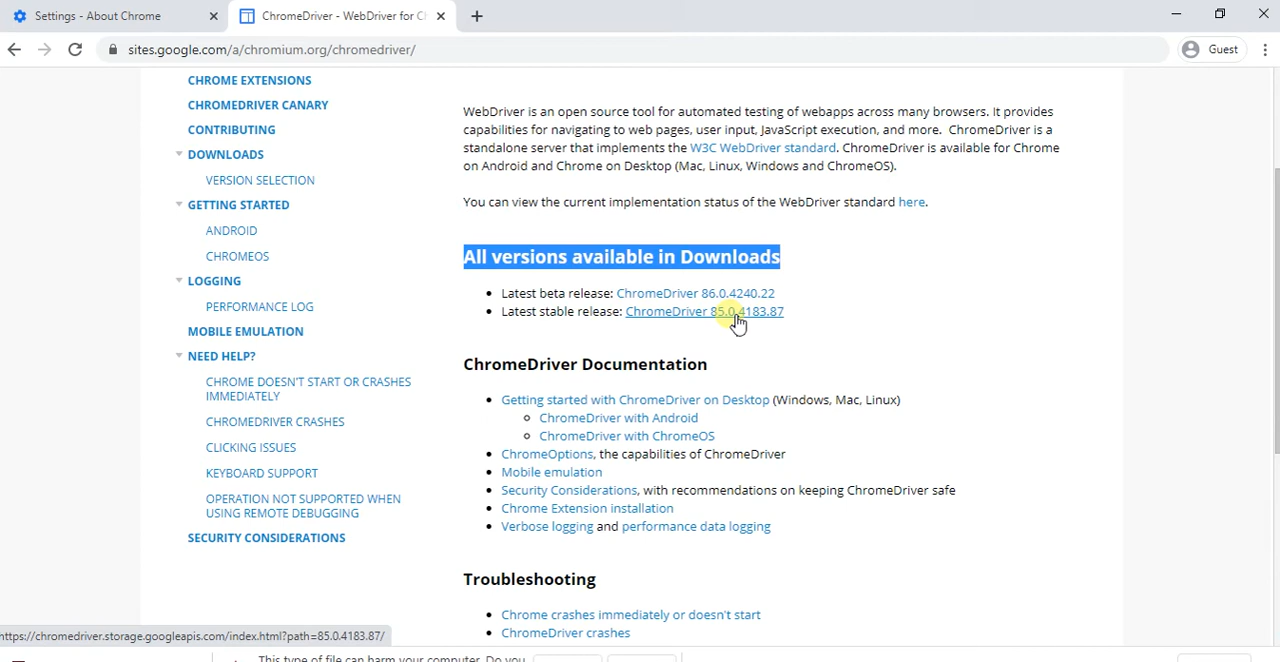 Settings - About Chrome
ChromeDriver - WebDriver for Ch
sites.google.com/a/chromium.org/chromedriver/
Guest
CHROME EXTENSIONS
CHROMEDRIVER CANARY
CONTRIBUTING
DOWNLOADS
VERSION SELECTION
GETTING STARTED
ANDROID
CHROMEOS
LOGGING
PERFORMANCE LOG
MOBILE EMULATION
NEED HELP?
CHROME DOESN'T START OR CRASHES
IMMEDIATELY
CHROMEDRIVER CRASHES
CLICKING ISSUES
KEYBOARD SUPPORT
OPERATION NOT SUPPORTED WHEN
USING REMOTE DEBUGGING
SECURITY CONSIDERATIONS
WebDriver is an open source tool for automated testing of webapps across many browsers. It provides
capabilities for navigating to web pages, user input, JavaScript execution, and more. ChromeDriver is a
standalone server that implements the W3C WebDriver standard. ChromeDriver is available for Chrome
on Android and Chrome on Desktop (Mac, Linux, Windows and ChromeOS).
You can view the current implementation status of the WebDriver standard here.
All versions available in Downloads
Latest beta release: ChromeDriver 86.0.4240.22
Latest stable release: ChromeDriver 85.0.4183.87
ChromeDriver Documentation
Getting started with ChromeDriver on Desktop (Windows, Mac, Linux)
ChromeDriver with Android
ChromeDriver with ChromeOS
ChromeOptions, the capabilities of ChromeDriver
Mobile emulation
Security Considerations, with recommendations on keeping ChromeDriver safe
Chrome Extension installation
Verbose logging and performance data logging
Troubleshooting
Chrome crashes immediately or doesn't start
ChromeDriver crashes
https://chromedriver.storage.googleapis.com/index.html?path=85.0.4183.87/
This type of file can harm your computer. Do you